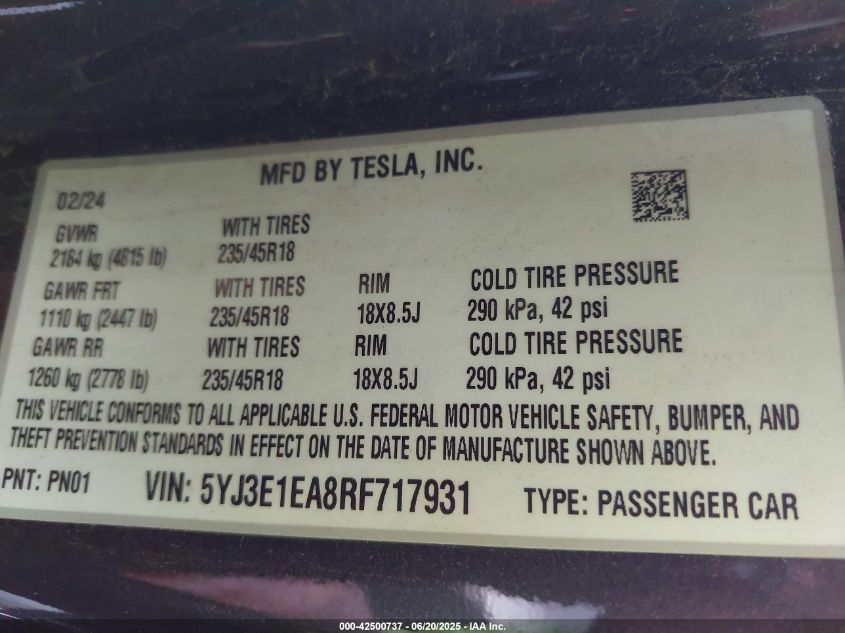 MFD BY TESLA, INC.
02/24
GVWR WITH TIRES
2184 kg (4815 lb) 235/45R18
GAWR FRT WITH TIRES RIM COLD TIRE PRESSURE
1110 kg (2447 lb) 235/45R18 18X8.5J 290 kPa, 42 psi
GAWR RR WITH TIRES RIM COLD TIRE PRESSURE
1260 kg (2778 lb) 235/45R18 18X8.5J 290 kPa, 42 psi
THIS VEHICLE CONFORMS TO ALL APPLICABLE U.S. FEDERAL MOTOR VEHICLE SAFETY, BUMPER, AND
THEFT PREVENTION STANDARDS IN EFFECT ON THE DATE OF MANUFACTURE SHOWN ABOVE.
PNT: PN01 VIN: 5YJ3E1EA8RF717931 TYPE: PASSENGER CAR
000-42500737 - 06/20/2025 - IAA Inc.